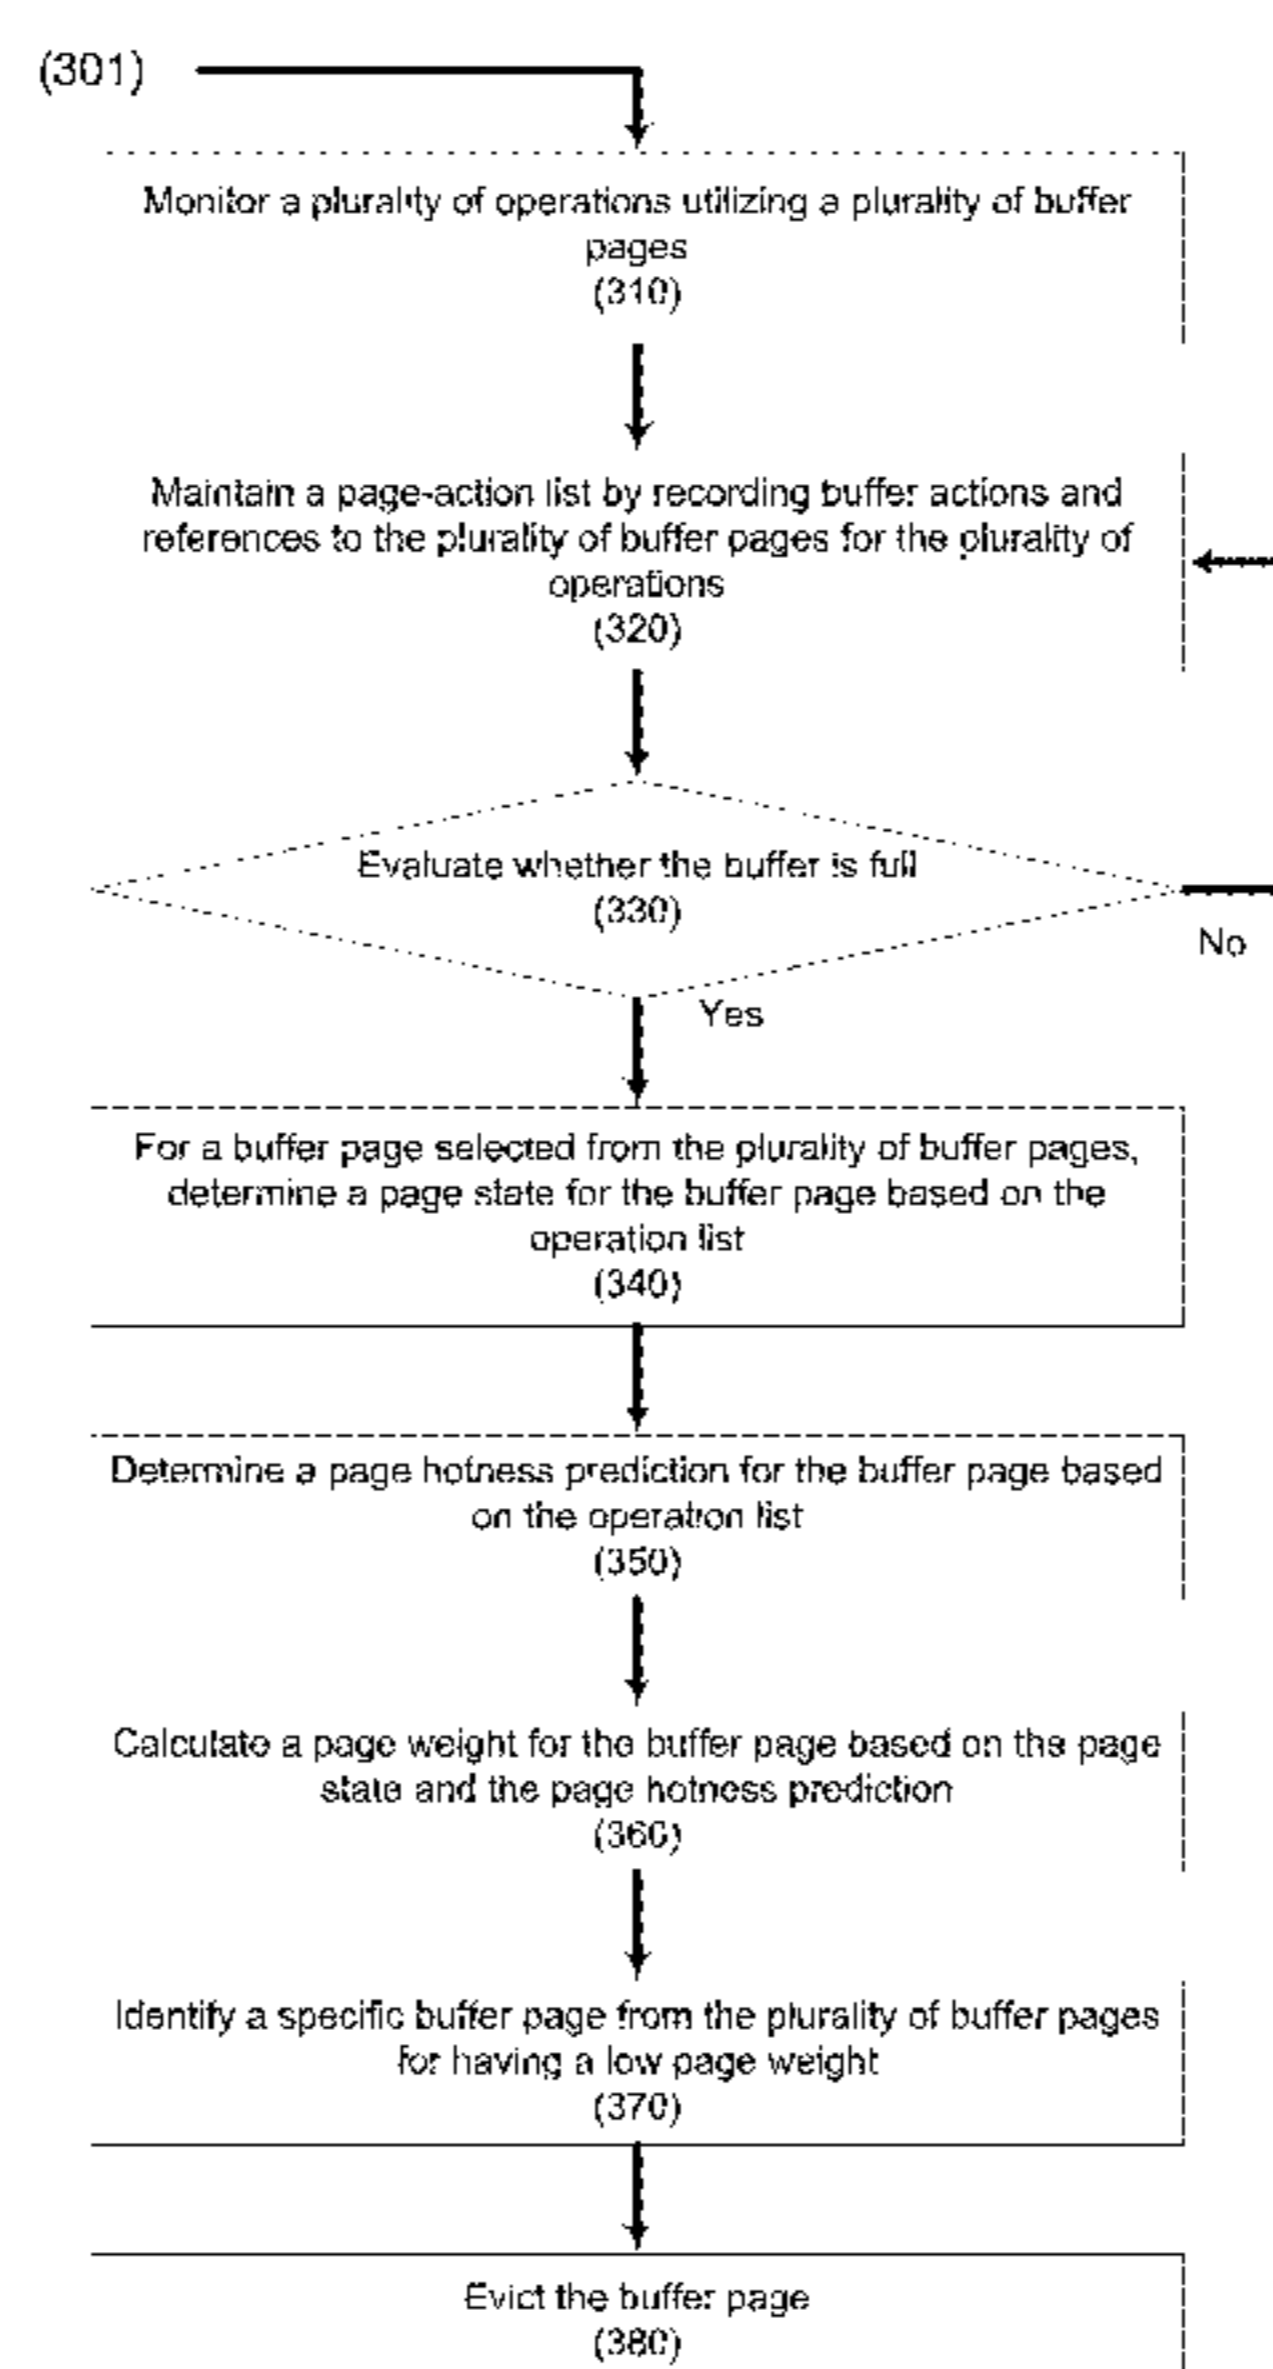 (301)
Monitor a plurality of operations utilizing a plurality of buffer
pages
(310)
Maintain a page-action list by recording buffer actions and
references to the plurality of buffer pages for the plurality of
operations
(320)
Evaluate whether the buffer is full
(330)
No
Yes
For a buffer page selected from the plurality of buffer pages,
determine a page state for the buffer page based on the
operation list
(340)
Determine a page hotness prediction for the buffer page based
on the operation list
(350)
Calculate a page weight for the buffer page based on the page
state and the page hotness prediction
(360)
Identify a specific buffer page from the plurality of buffer pages
for having a low page weight
(370)
Evict the buffer page
(380)